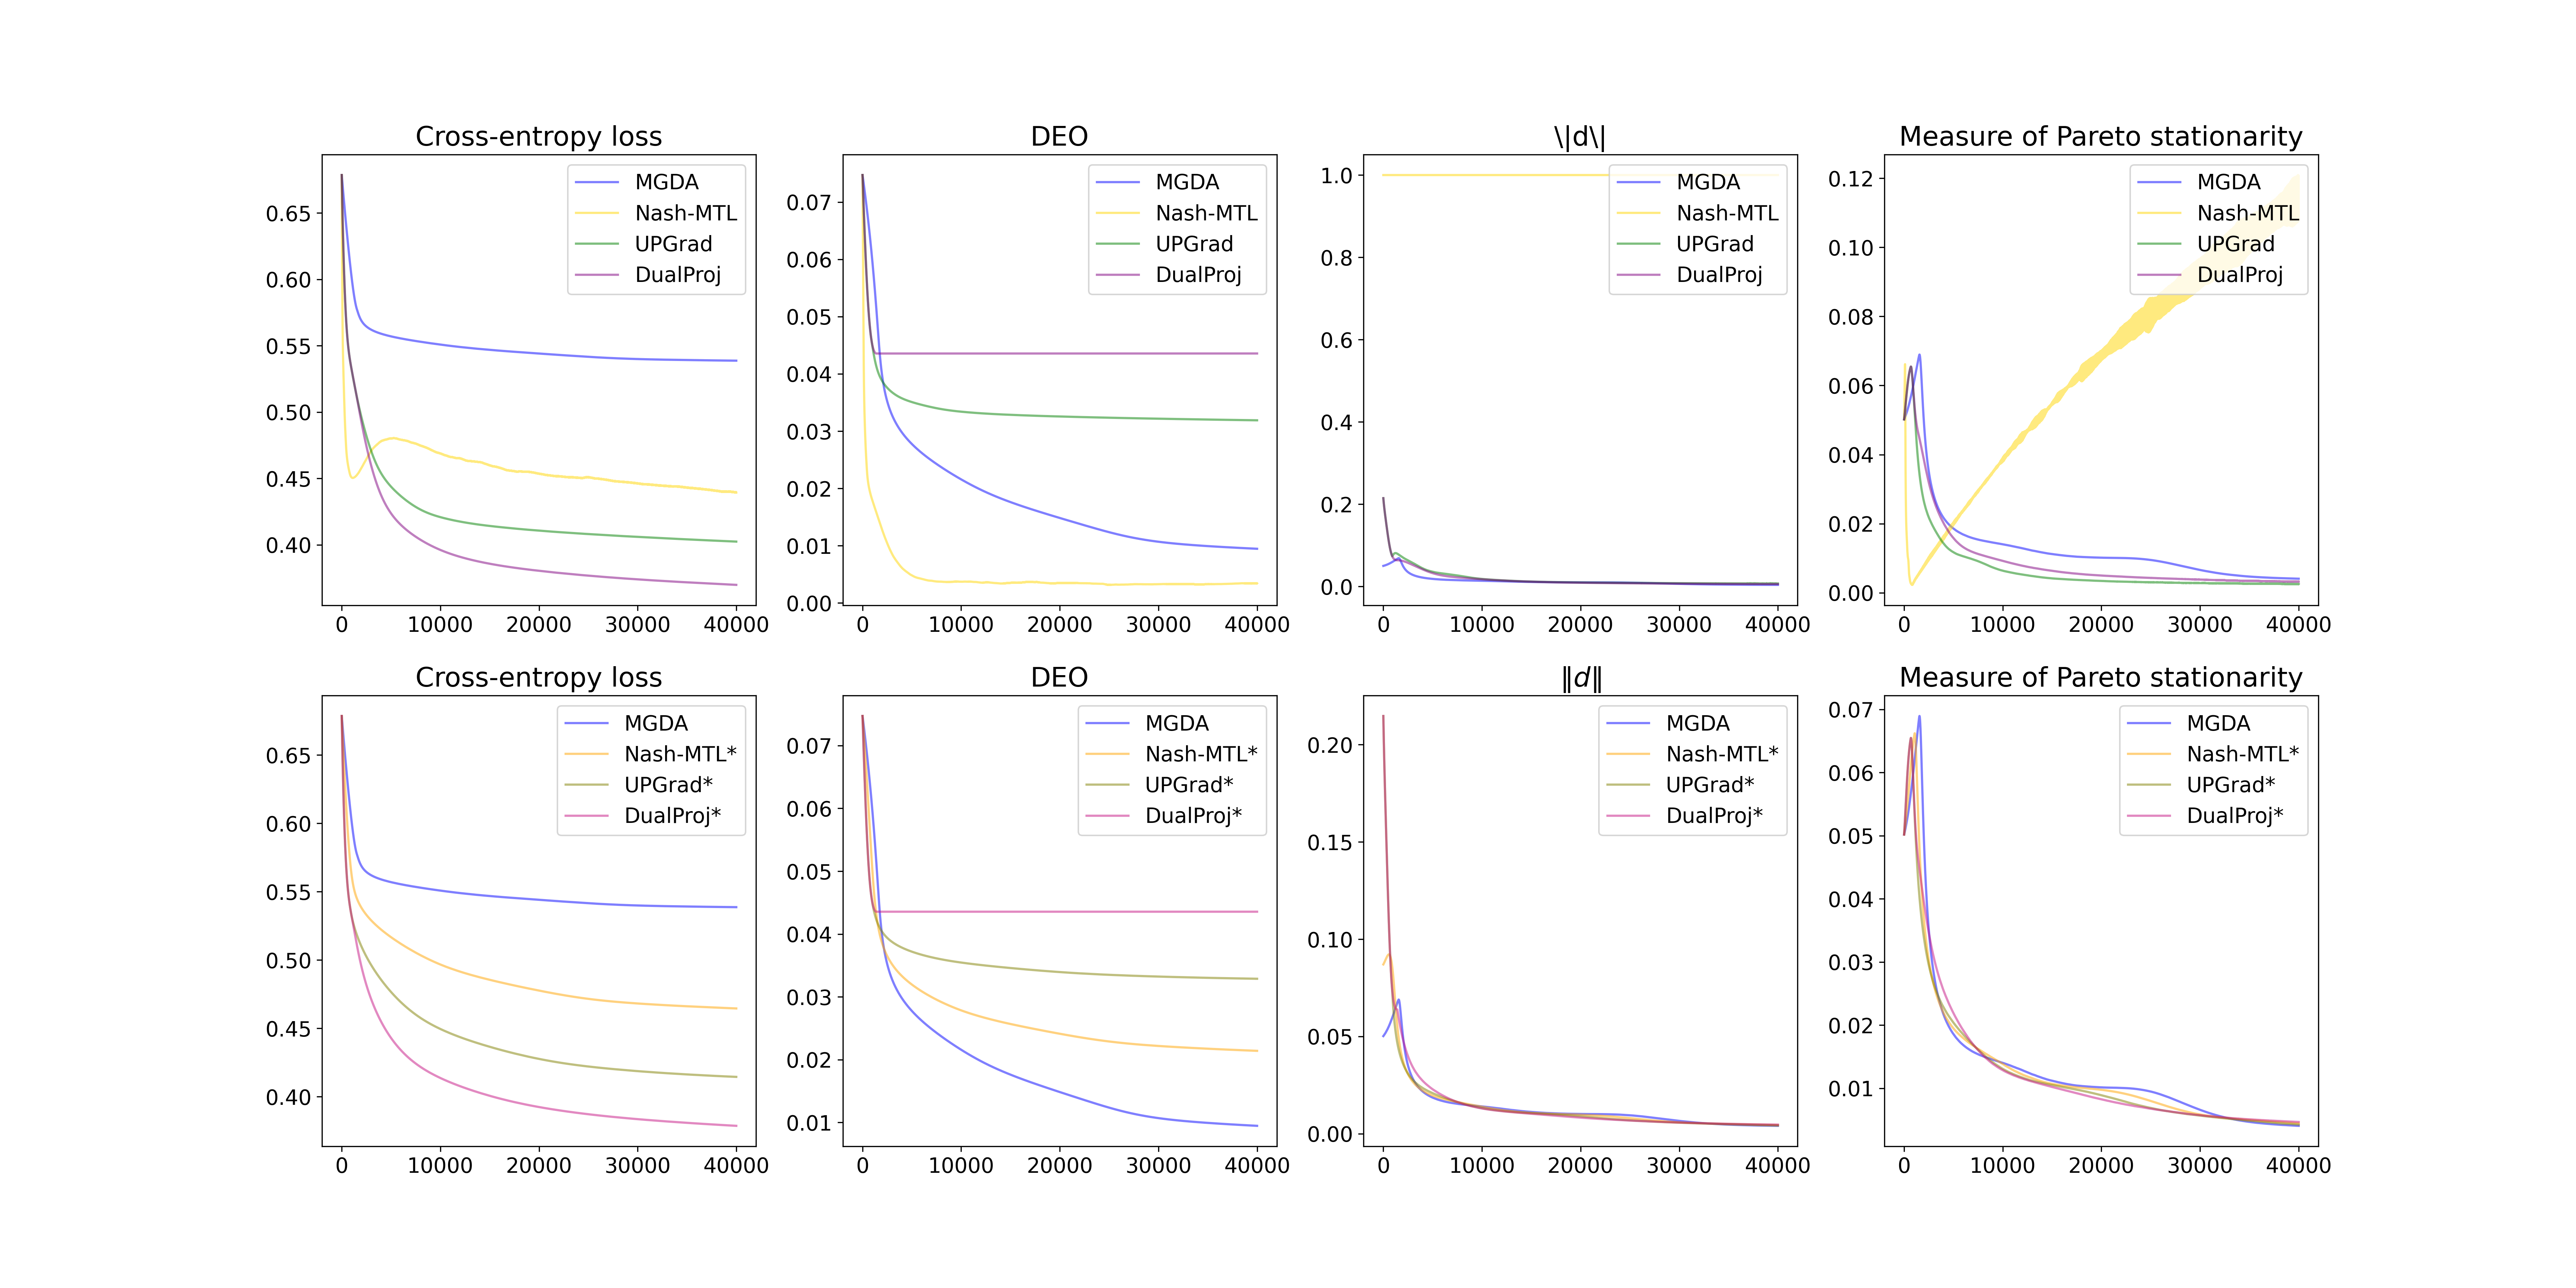 Cross-entropy loss
0.65
0.60
0.55
0.50
0.45
0.40
0 10000 20000 30000 40000
MGDA
Nash-MTL
UPGrad
DualProj
DEO
0.07
0.06
0.05
0.04
0.03
0.02
0.01
0.00
0 10000 20000 30000 40000
MGDA
Nash-MTL
UPGrad
DualProj
\|d\|
1.0
0.8
0.6
0.4
0.2
0.0
0 10000 20000 30000 40000
MGDA
Nash-MTL
UPGrad
DualProj
Measure of Pareto stationarity
0.12
0.10
0.08
0.06
0.04
0.02
0.00
0 10000 20000 30000 40000
MGDA
Nash-MTL
UPGrad
DualProj
Cross-entropy loss
0.65
0.60
0.55
0.50
0.45
0.40
0 10000 20000 30000 40000
MGDA
Nash-MTL*
UPGrad*
DualProj*
DEO
0.07
0.06
0.05
0.04
0.03
0.02
0.01
0 10000 20000 30000 40000
MGDA
Nash-MTL*
UPGrad*
DualProj*
‖d‖
0.20
0.15
0.10
0.05
0.00
0 10000 20000 30000 40000
MGDA
Nash-MTL*
UPGrad*
DualProj*
Measure of Pareto stationarity
0.07
0.06
0.05
0.04
0.03
0.02
0.01
0 10000 20000 30000 40000
MGDA
Nash-MTL*
UPGrad*
DualProj*